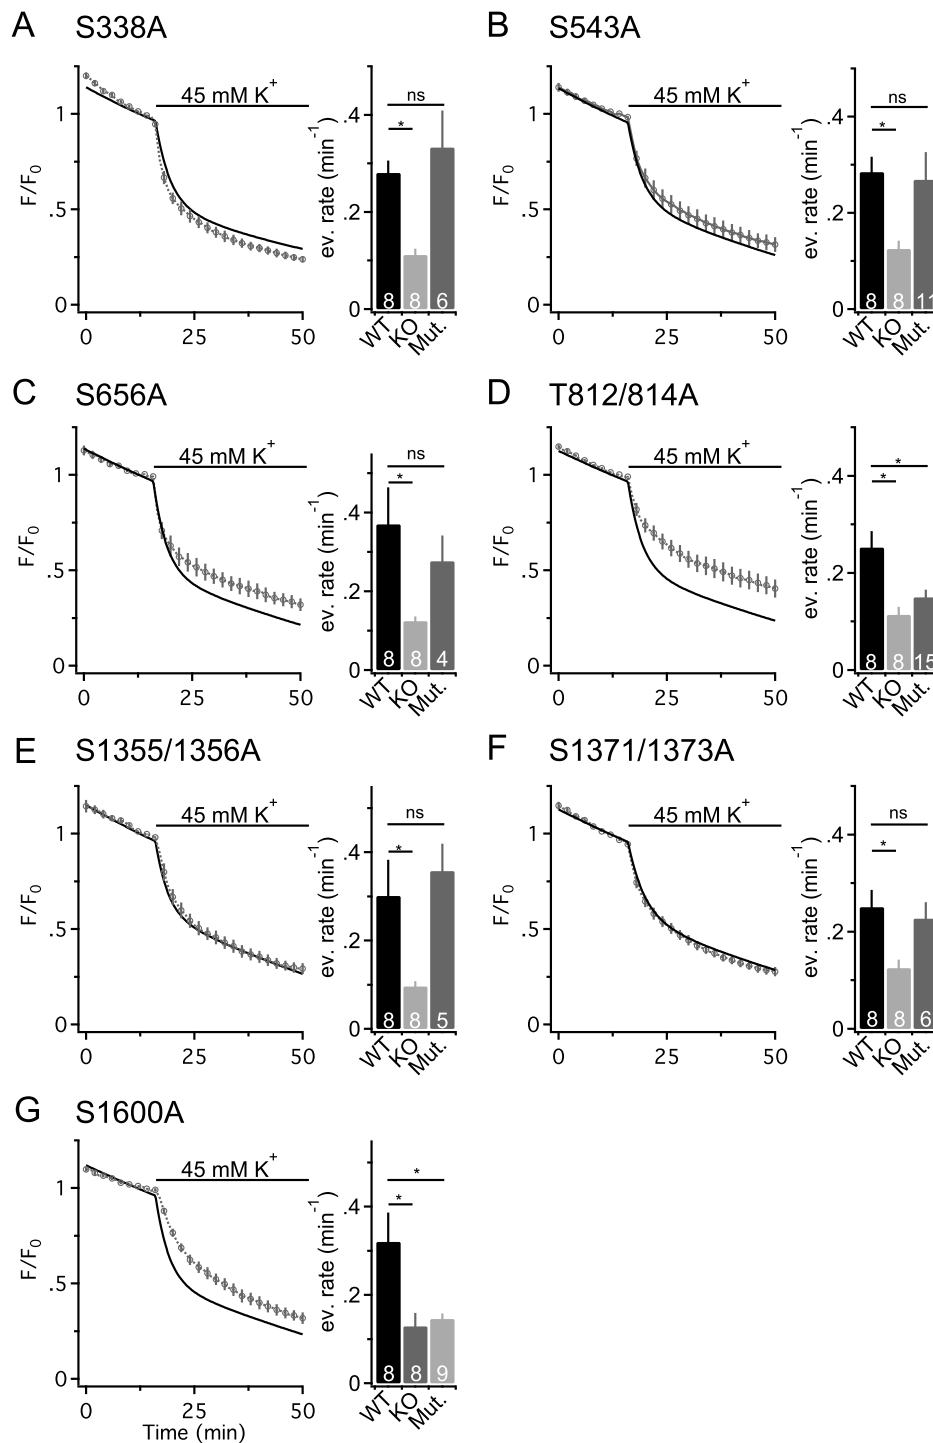 A S338A
F/F0
1
.5
0
0 25 50
45 mM K+
ev. rate (min-1)
.4
.2
0
ns
*
8 8 6
WT KO Mut.
B S543A
F/F0
1
.5
0
0 25 50
45 mM K+
ev. rate (min-1)
.4
.2
0
ns
*
8 8 11
WT KO Mut.
C S656A
F/F0
1
.5
0
0 25 50
45 mM K+
ev. rate (min-1)
.4
.2
0
ns
*
8 8 4
WT KO Mut.
D T812/814A
F/F0
1
.5
0
0 25 50
45 mM K+
ev. rate (min-1)
.4
.2
0
*
*
8 8 15
WT KO Mut.
E S1355/1356A
F/F0
1
.5
0
0 25 50
45 mM K+
ev. rate (min-1)
.4
.2
0
ns
*
8 8 5
WT KO Mut.
F S1371/1373A
F/F0
1
.5
0
0 25 50
45 mM K+
ev. rate (min-1)
.4
.2
0
ns
*
8 8 6
WT KO Mut.
G S1600A
F/F0
1
.5
0
0 25 50
Time (min)
45 mM K+
ev. rate (min-1)
.4
.2
0
*
*
8 8 9
WT KO Mut.